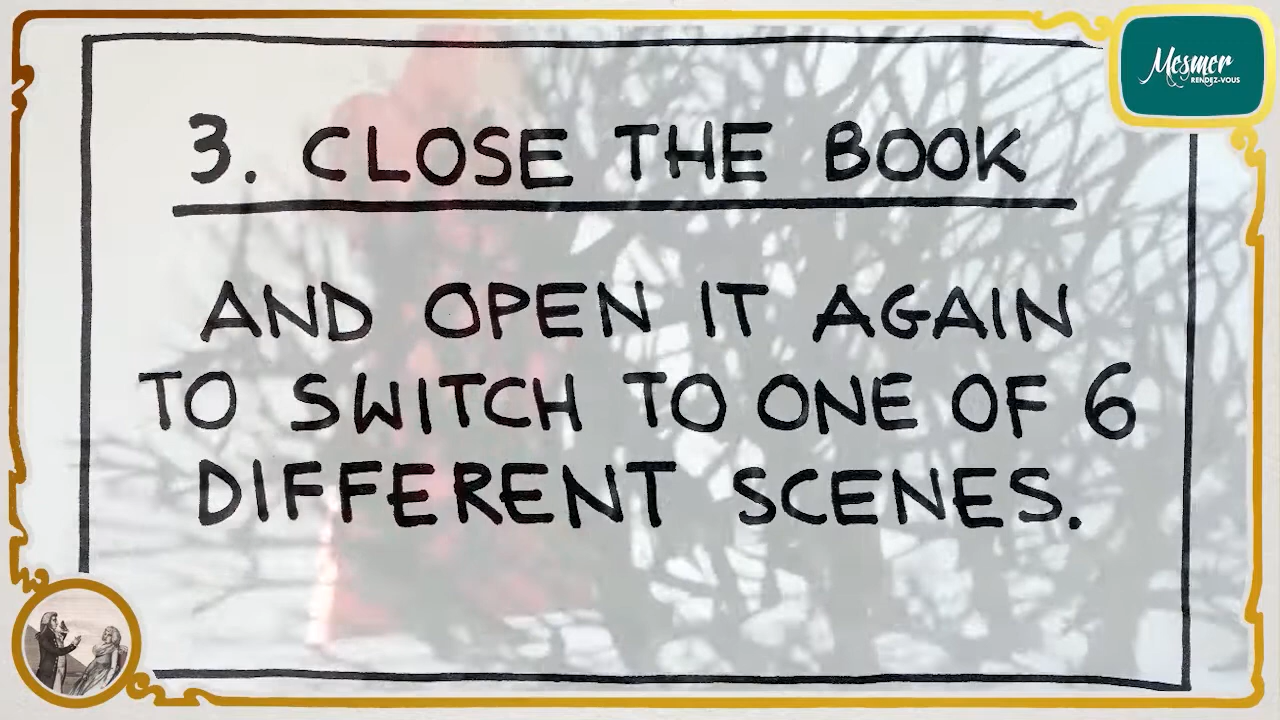 Mesmer
RENDEZ-VOUS
3. CLOSE THE BOOK
AND OPEN IT AGAIN
TO SWITCH TO ONE OF 6
DIFFERENT SCENES.